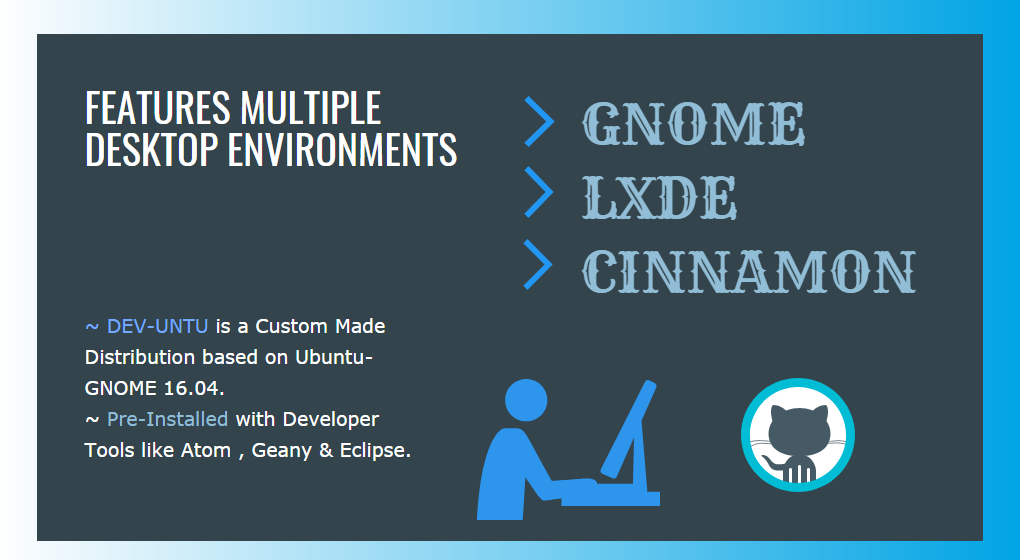 FEATURES MULTIPLE
DESKTOP ENVIRONMENTS
GNOME
LXDE
CINNAMON
~ DEV-UNTU is a Custom Made
Distribution based on Ubuntu-
GNOME 16.04.
~ Pre-Installed with Developer
Tools like Atom , Geany & Eclipse.